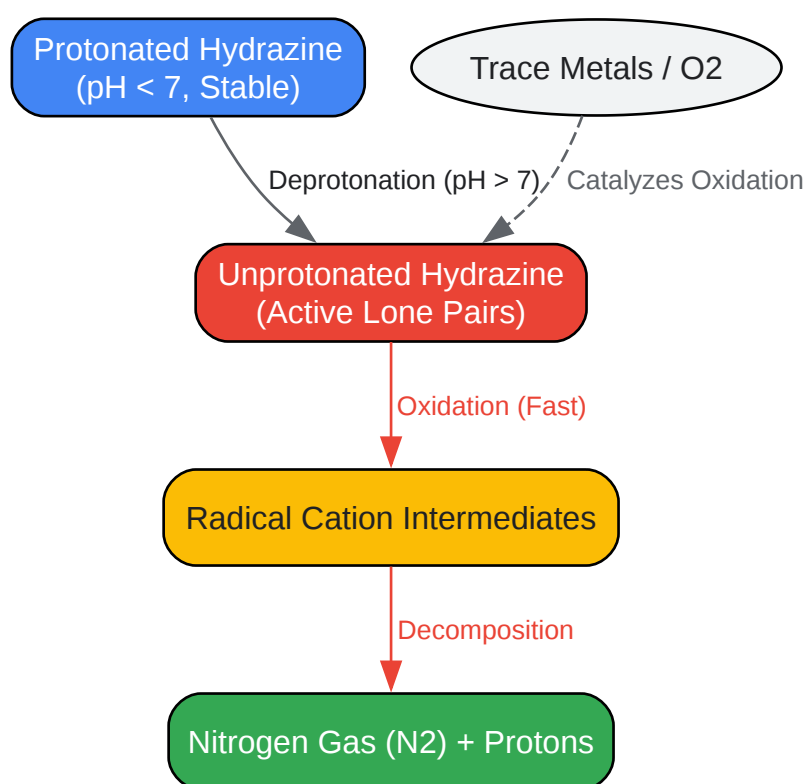 Protonated Hydrazine
(pH < 7, Stable)
Trace Metals / O2
Deprotonation (pH > 7)
Catalyzes Oxidation
Unprotonated Hydrazine
(Active Lone Pairs)
Oxidation (Fast)
Radical Cation Intermediates
Decomposition
Nitrogen Gas (N2) + Protons